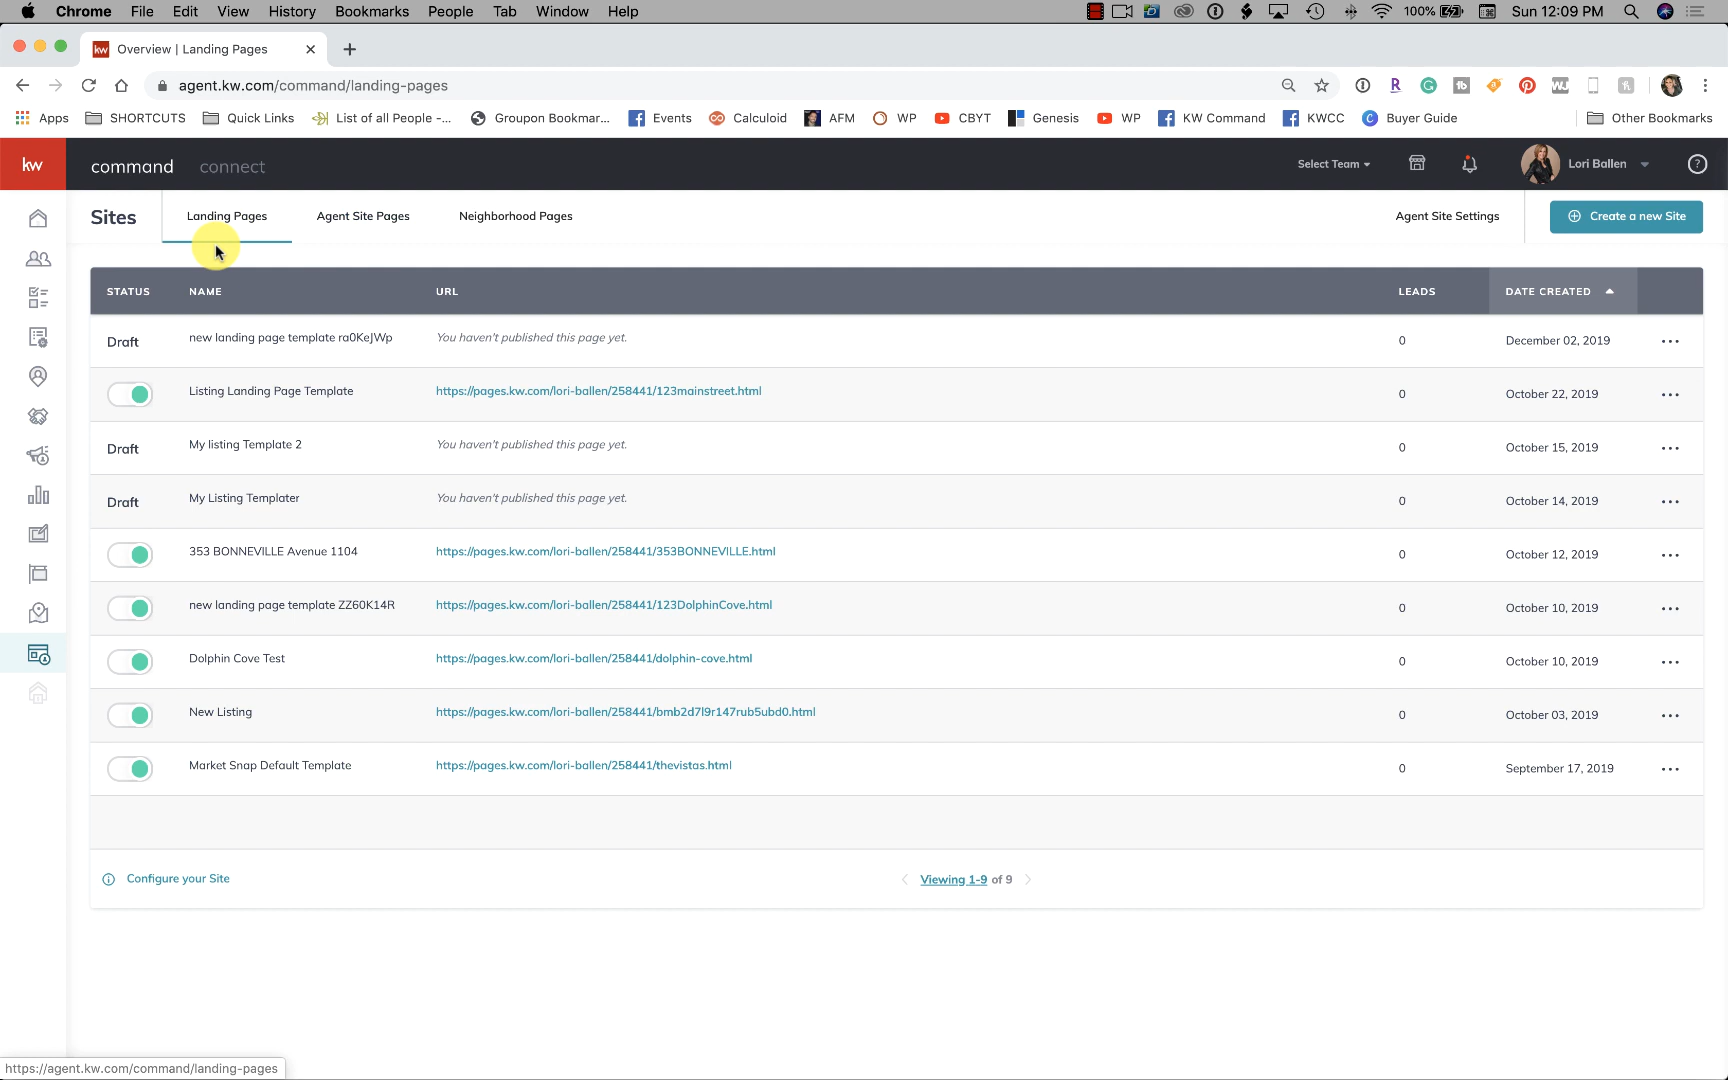 Chrome File Edit View History Bookmarks People Tab Window Help 100% Sun 12:09 PM
kw Overview | Landing Pages
agent.kw.com/command/landing-pages
Apps SHORTCUTS Quick Links List of all People -... Groupon Bookmar... Events Calculoid AFM WP CBYT Genesis WP KW Command KWCC Buyer Guide Other Bookmarks
kw command connect Select Team Lori Ballen
Sites Landing Pages Agent Site Pages Neighborhood Pages Agent Site Settings Create a new Site
STATUS NAME URL LEADS DATE CREATED
Draft new landing page template ra0KeJWp You haven't published this page yet. 0 December 02, 2019
Listing Landing Page Template https://pages.kw.com/lori-ballen/258441/123mainstreet.html 0 October 22, 2019
Draft My listing Template 2 You haven't published this page yet. 0 October 15, 2019
Draft My Listing Templater You haven't published this page yet. 0 October 14, 2019
353 BONNEVILLE Avenue 1104 https://pages.kw.com/lori-ballen/258441/353BONNEVILLE.html 0 October 12, 2019
new landing page template ZZ60K14R https://pages.kw.com/lori-ballen/258441/123DolphinCove.html 0 October 10, 2019
Dolphin Cove Test https://pages.kw.com/lori-ballen/258441/dolphin-cove.html 0 October 10, 2019
New Listing https://pages.kw.com/lori-ballen/258441/bmb2d7l9r147rub5ubd0.html 0 October 03, 2019
Market Snap Default Template https://pages.kw.com/lori-ballen/258441/thevistas.html 0 September 17, 2019
Configure your Site Viewing 1-9 of 9
https://agent.kw.com/command/landing-pages